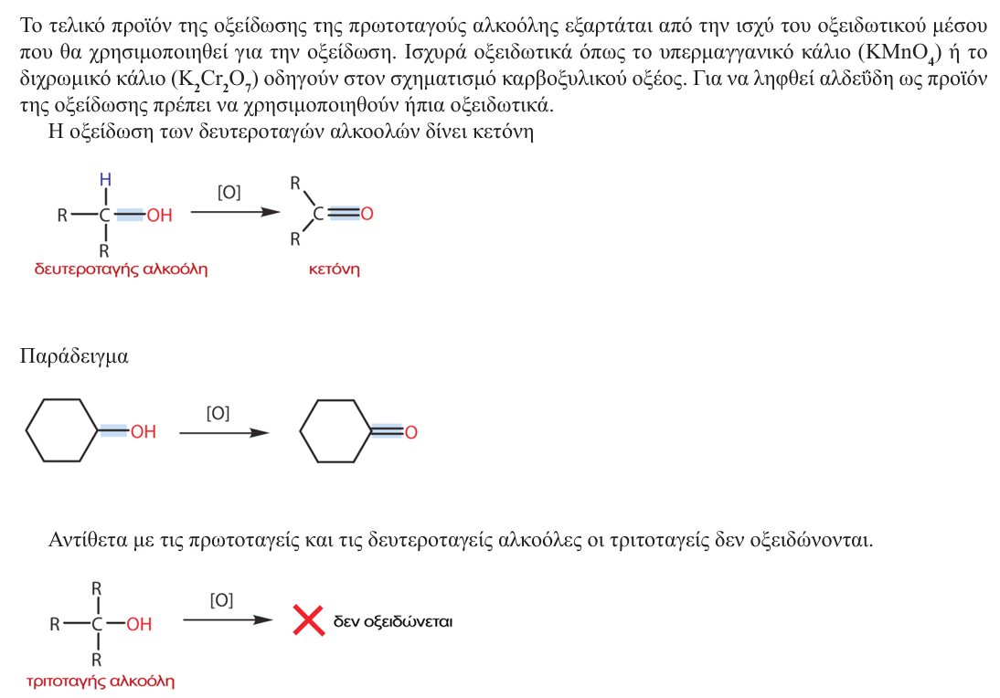 Το τελικό προϊόν της οξείδωσης της πρωτοταγούς αλκοόλης εξαρτάται από την ισχύ του οξειδωτικού μέσου
που θα χρησιμοποιηθεί για την οξείδωση. Ισχυρά οξειδωτικά όπως το υπερμαγγανικό κάλιο (KMnO₄) ή το
διχρωμικό κάλιο (K₂Cr₂O₇) οδηγούν στον σχηματισμό καρβοξυλικού οξέος. Για να ληφθεί αλδεΰδη ως προϊόν
της οξείδωσης πρέπει να χρησιμοποιηθούν ήπια οξειδωτικά.
Η οξείδωση των δευτεροταγών αλκοολών δίνει κετόνη
H
R C OH
R
[O]
R
C O
R
δευτεροταγής αλκοόλη
κετόνη
Παράδειγμα
OH
[O]
O
Αντίθετα με τις πρωτοταγείς και τις δευτεροταγείς αλκοόλες οι τριτοταγείς δεν οξειδώνονται.
R
R C OH
R
[O]
δεν οξειδώνεται
τριτοταγής αλκοόλη